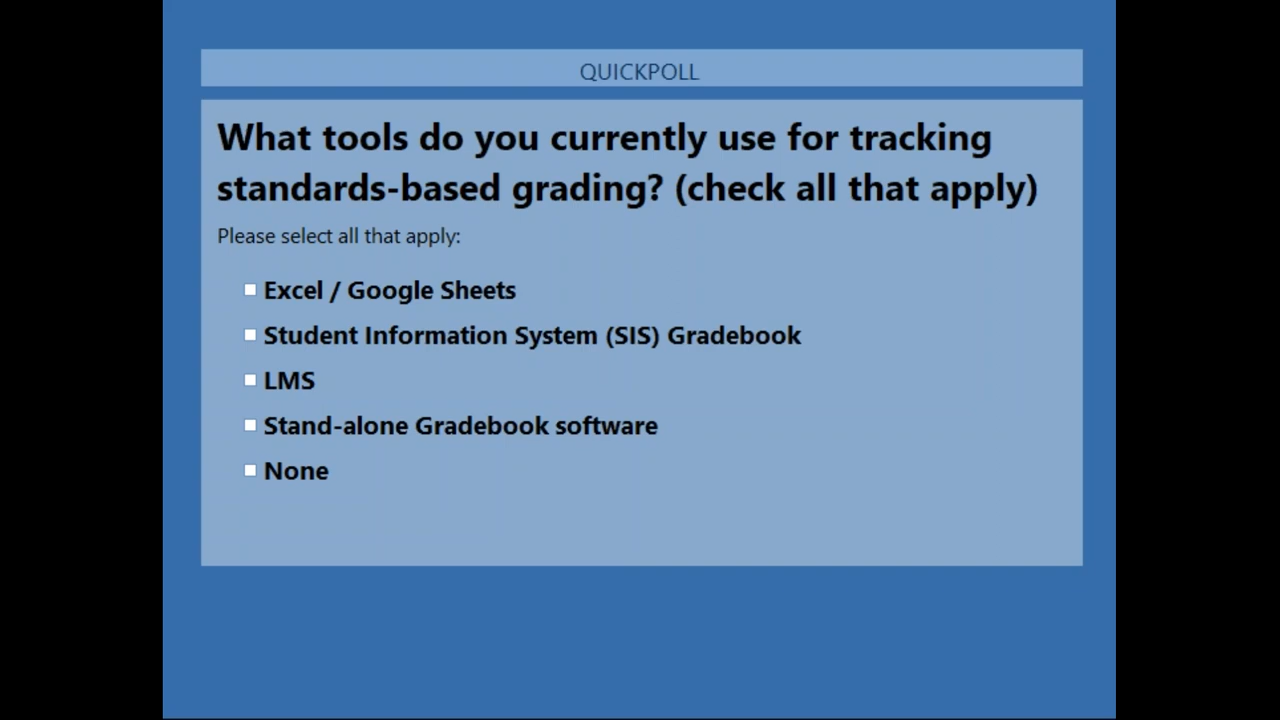 QUICKPOLL
What tools do you currently use for tracking
standards-based grading? (check all that apply)
Please select all that apply:
Excel / Google Sheets
Student Information System (SIS) Gradebook
LMS
Stand-alone Gradebook software
None